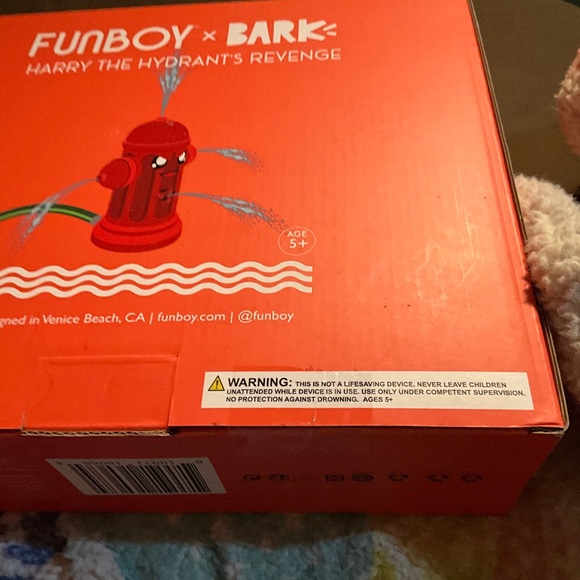 FUNBOY × BARK
HARRY THE HYDRANT'S REVENGE
AGE
5+
Venice Beach, CA | funboy.com | @funboy
WARNING: THIS IS NOT A LIFESAVING DEVICE. NEVER LEAVE CHILDREN
UNATTENDED WHILE DEVICE IS IN USE. USE ONLY UNDER COMPETENT SUPERVISION.
NO PROTECTION AGAINST DROWNING. AGES 5+